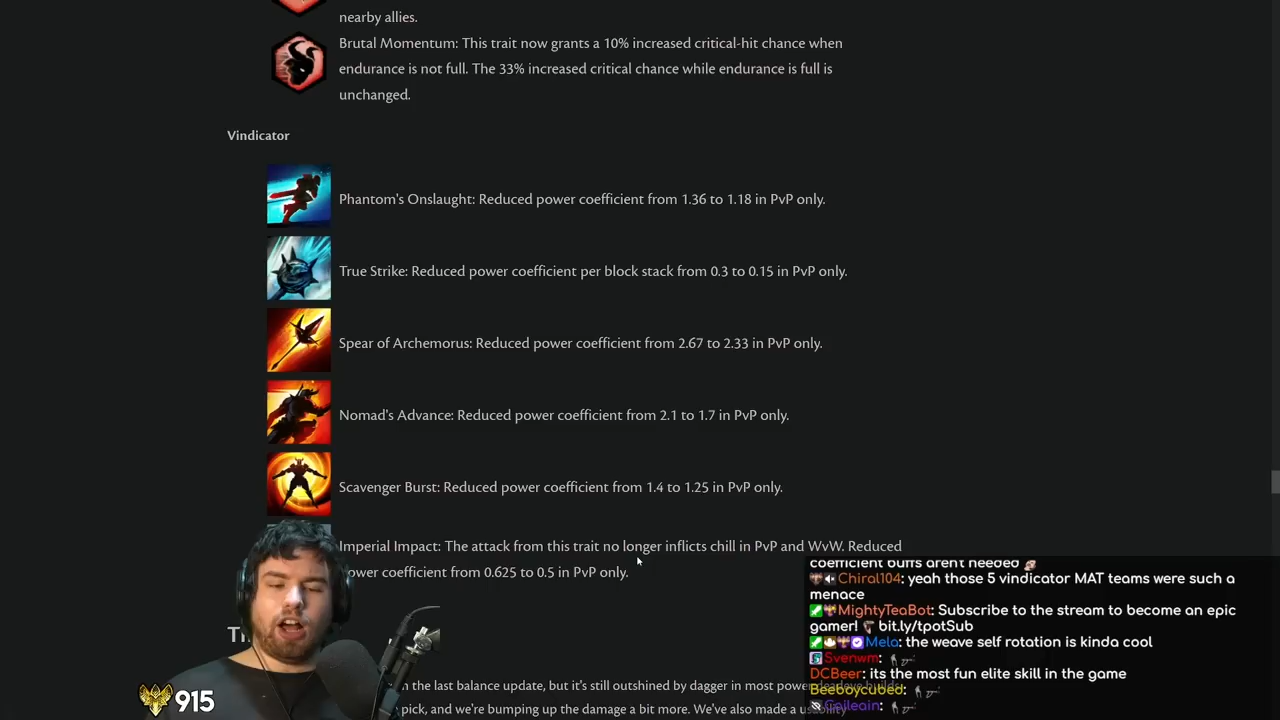 nearby allies.
Brutal Momentum: This trait now grants a 10% increased critical-hit chance when
endurance is not full. The 33% increased critical chance while endurance is full is
unchanged.
Vindicator
Phantom's Onslaught: Reduced power coefficient from 1.36 to 1.18 in PvP only.
True Strike: Reduced power coefficient per block stack from 0.3 to 0.15 in PvP only.
Spear of Archemorus: Reduced power coefficient from 2.67 to 2.33 in PvP only.
Nomad's Advance: Reduced power coefficient from 2.1 to 1.7 in PvP only.
Scavenger Burst: Reduced power coefficient from 1.4 to 1.25 in PvP only.
Imperial Impact: The attack from this trait no longer inflicts chill in PvP and WvW. Reduced
power coefficient from 0.625 to 0.5 in PvP only.
coefficient buffs arent needed
Chiral104: yeah those 5 vindicator MAT teams were such a
menace
MightyTeaBot: Subscribe to the stream to become an epic
gamer! bit.ly/tpotSub
Mela: the weave self rotation is kinda cool
Svenwm:
DCBeer: its the most fun elite skill in the game
Beeboycubed:
in the last balance update, but it's still outshined by dagger in most power
pick, and we're bumping up the damage a bit more. We've also made a
915